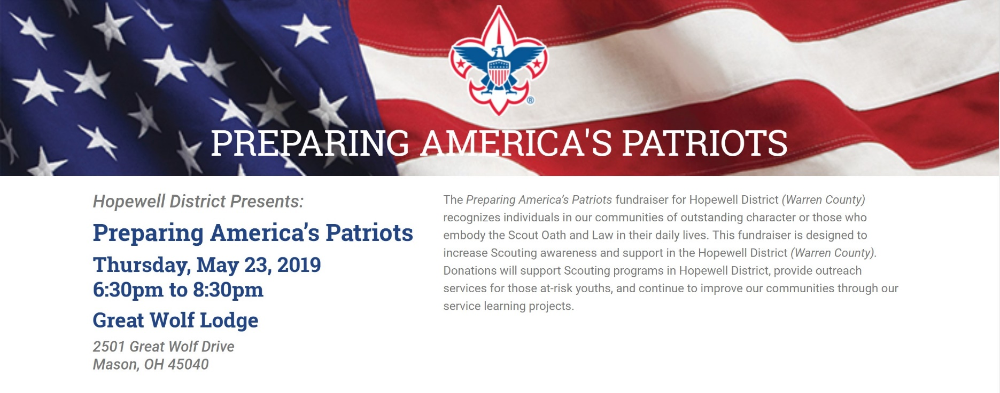 ®
PREPARING AMERICA'S PATRIOTS
Hopewell District Presents:
Preparing America’s Patriots
Thursday, May 23, 2019
6:30pm to 8:30pm
Great Wolf Lodge
2501 Great Wolf Drive
Mason, OH 45040
The Preparing America’s Patriots fundraiser for Hopewell District (Warren County)
recognizes individuals in our communities of outstanding character or those who
embody the Scout Oath and Law in their daily lives. This fundraiser is designed to
increase Scouting awareness and support in the Hopewell District (Warren County).
Donations will support Scouting programs in Hopewell District, provide outreach
services for those at-risk youths, and continue to improve our communities through our
service learning projects.